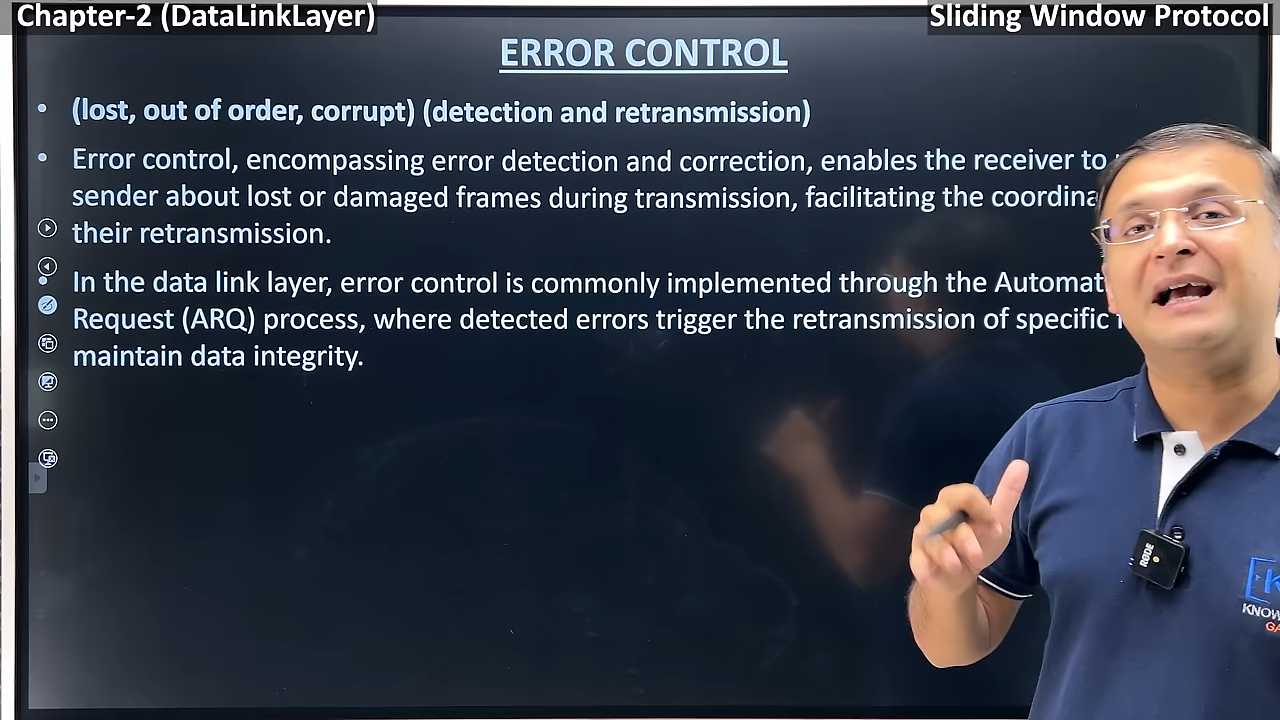 Chapter-2 (DataLinkLayer)
Sliding Window Protocol
ERROR CONTROL
• (lost, out of order, corrupt) (detection and retransmission)
• Error control, encompassing error detection and correction, enables the receiver to
sender about lost or damaged frames during transmission, facilitating the
their retransmission.
• In the data link layer, error control is commonly implemented through the
Request (ARQ) process, where detected errors trigger the retransmission of specific
maintain data integrity.
RØDE